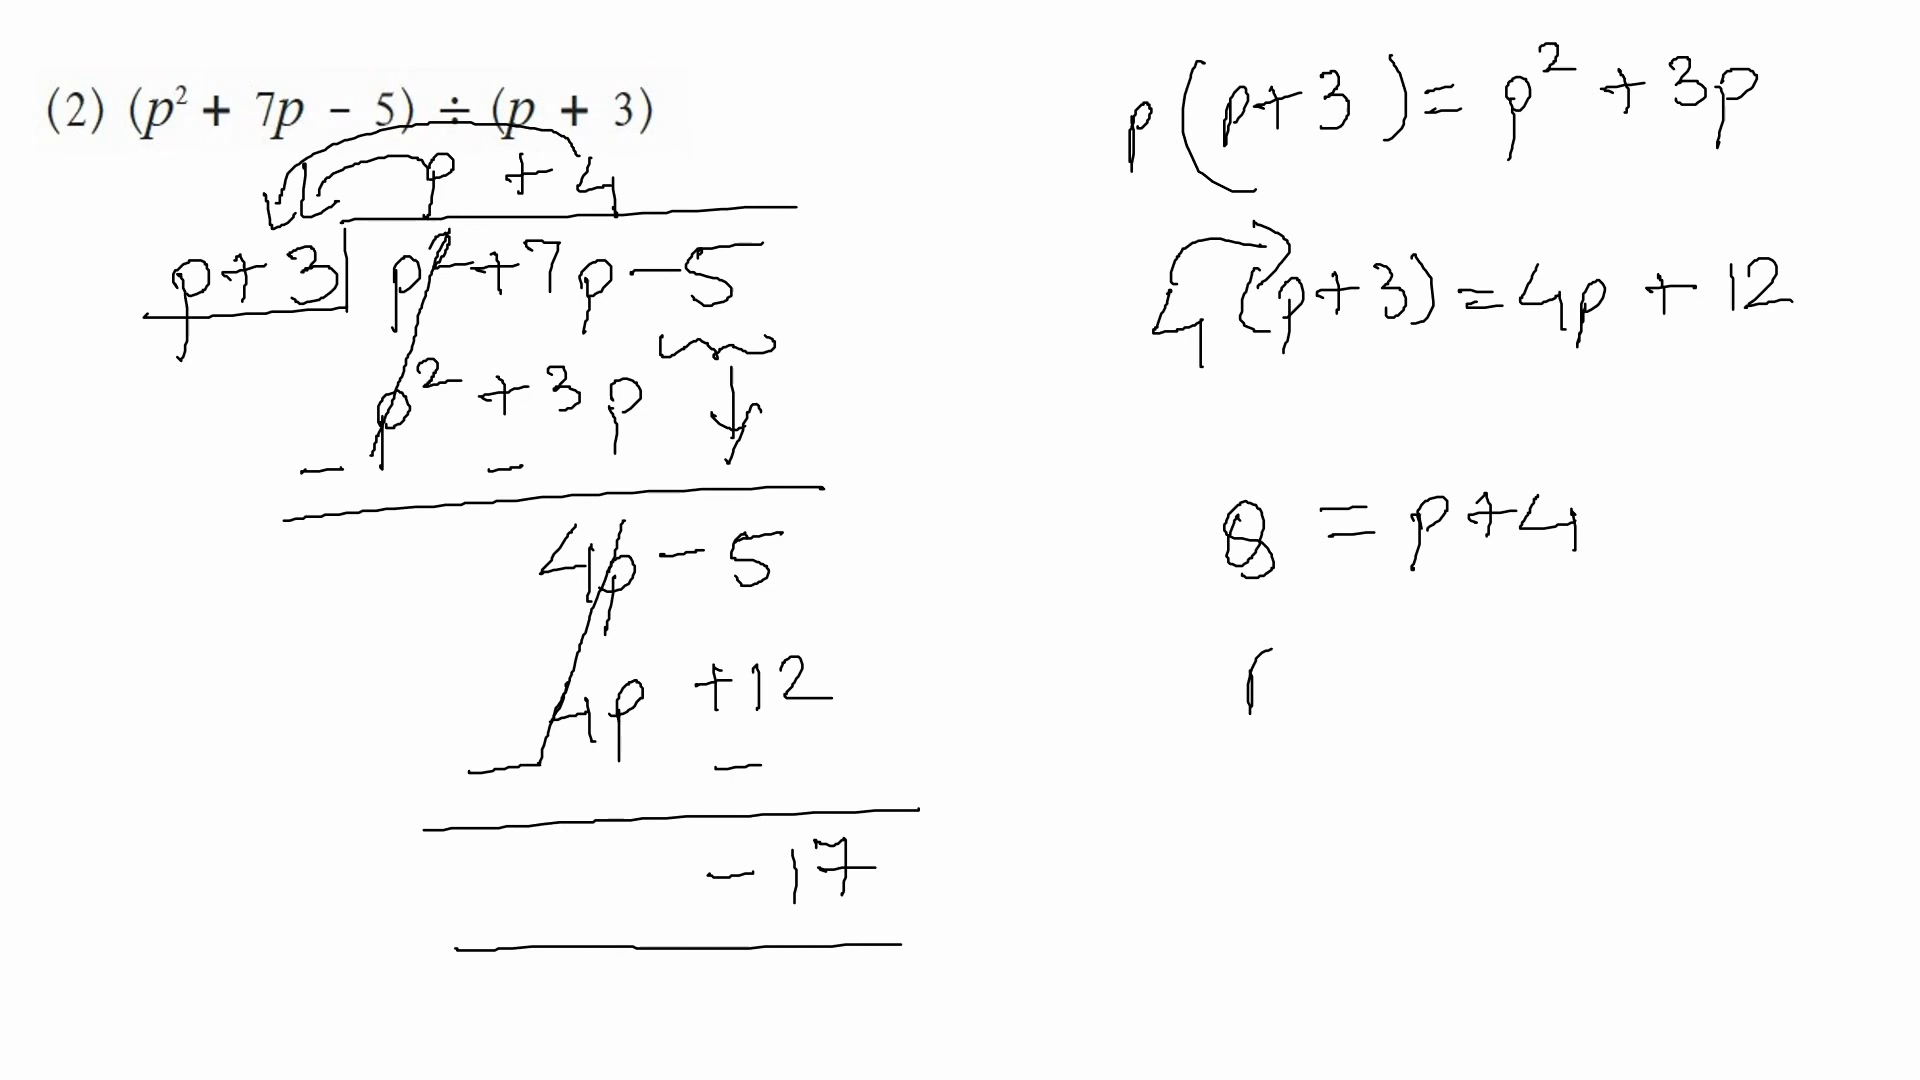 (2) (p² + 7p − 5) ÷ (p + 3)
p + 4
p+3 p² +7p −5
p² + 3p
− −
4p − 5
4p +12
— −
−17
p(p+3) = p² + 3p
4(p+3) = 4p + 12
Q = p+4
r